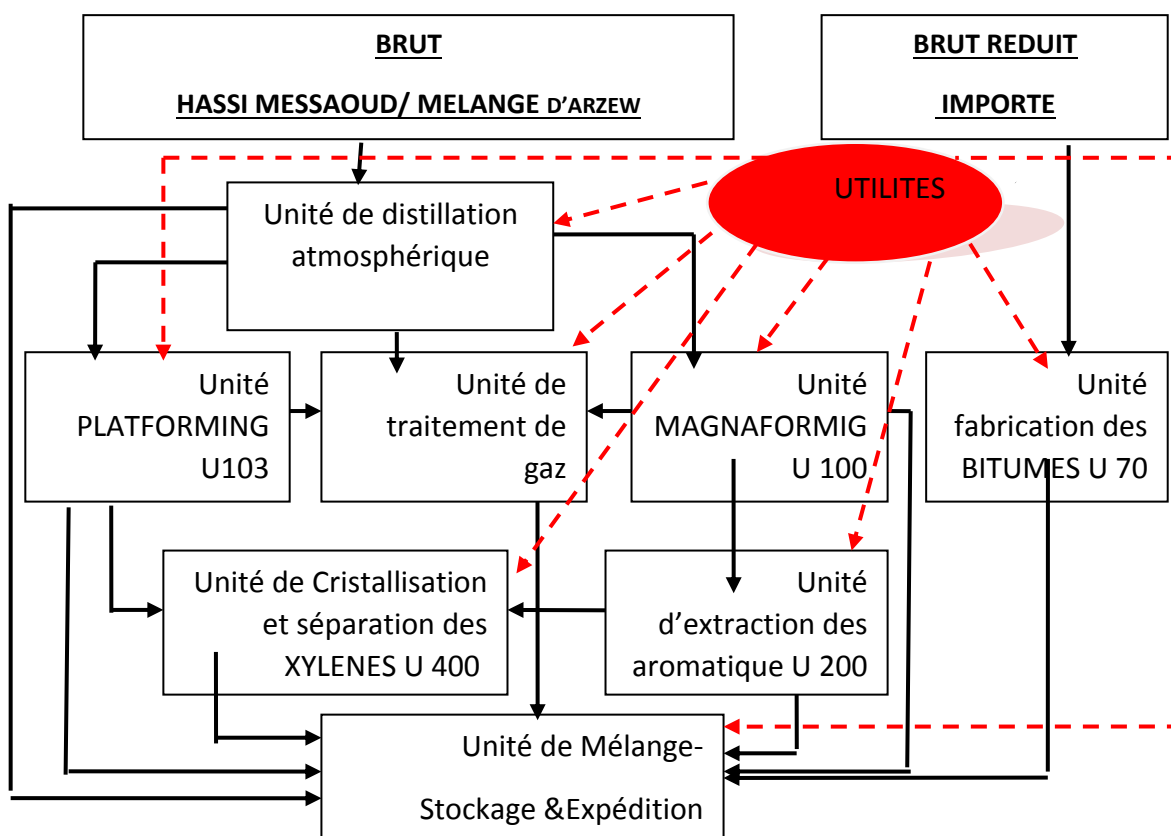 BRUT
HASSI MESSAOUD/ MELANGE D'ARZEW
BRUT REDUIT
IMPORTE
UTILITES
Unité de distillation
atmosphérique
Unité
PLATFORMING
U103
Unité de
traitement de
gaz
Unité
MAGNAFORMIG
U 100
Unité
fabrication des
BITUMES U 70
Unité de Cristallisation
et séparation des
XYLENES U 400
Unité
d'extraction des
aromatique U 200
Unité de Mélange-
Stockage &Expédition